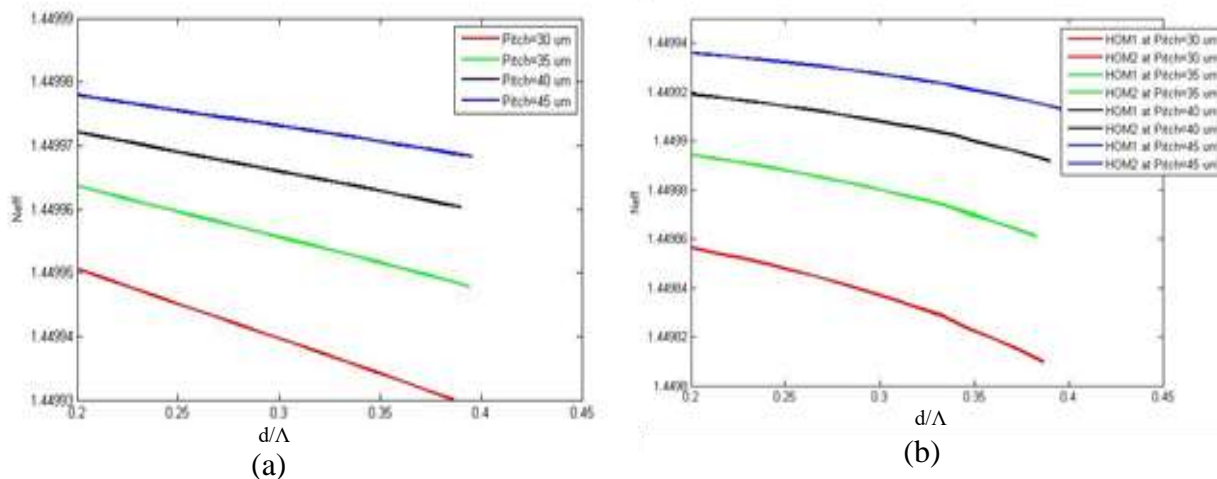 1.44999
1.44998
1.44997
1.44996
1.44995
1.44994
1.44993
Neff
0.2 0.25 0.3 0.35 0.4 0.45
d/Λ
Pitch=30 um
Pitch=35 um
Pitch=40 um
Pitch=45 um
(a)
1.44994
1.44992
1.4499
1.44988
1.44986
1.44984
1.44982
1.4498
Neff
0.2 0.25 0.3 0.35 0.4 0.45
d/Λ
HOM1 at Pitch=30 um
HOM2 at Pitch=30 um
HOM1 at Pitch=35 um
HOM2 at Pitch=35 um
HOM1 at Pitch=40 um
HOM2 at Pitch=40 um
HOM1 at Pitch=45 um
HOM2 at Pitch=45 um
(b)